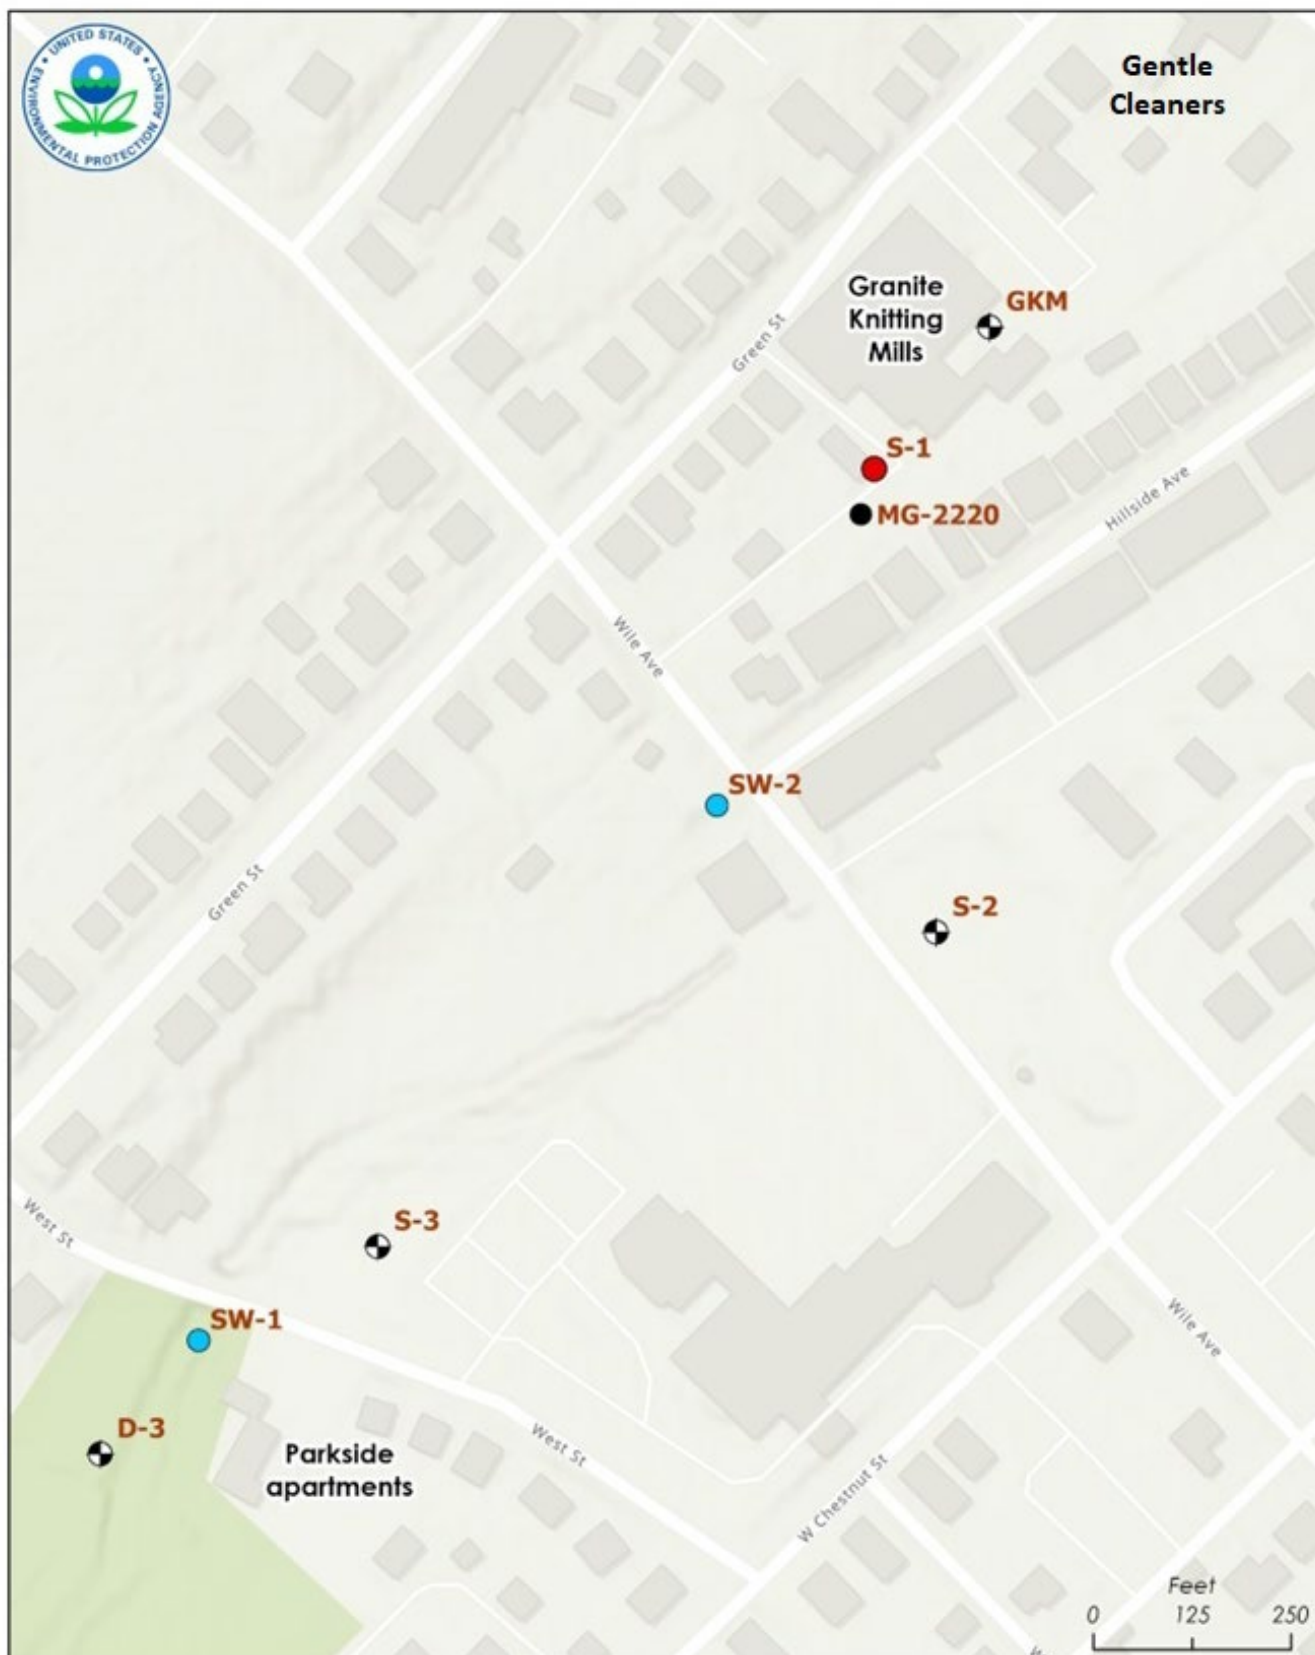 UNITED STATES
ENVIRONMENTAL PROTECTION AGENCY
Gentle
Cleaners
Granite
Knitting
Mills
GKM
Green St
S-1
Hillside Ave
MG-2220
Wile Ave
SW-2
Green St
S-2
West St
S-3
SW-1
Wile Ave
D-3
Parkside
apartments
West St
W Chestnut St
Feet
0 125 250